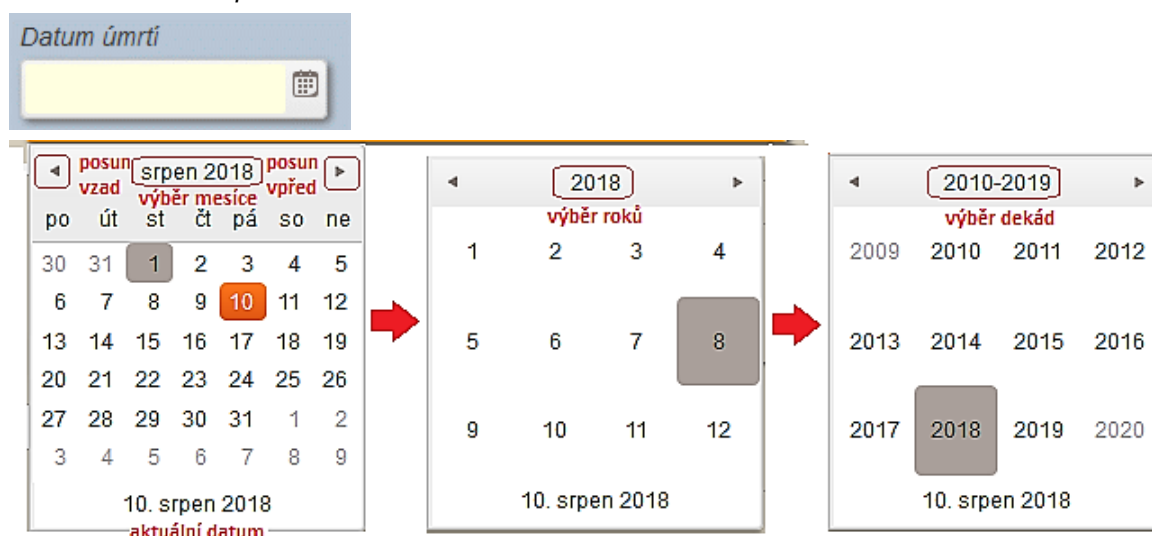 Datum úmrtí
posun vzad srpen 2018 posun vpřed
výběr mesíce
po út st čt pá so ne
30 31 1 2 3 4 5
6 7 8 9 10 11 12
13 14 15 16 17 18 19
20 21 22 23 24 25 26
27 28 29 30 31 1 2
3 4 5 6 7 8 9
10. srpen 2018
aktuální datum
2018
výběr roků
1 2 3 4
5 6 7 8
9 10 11 12
10. srpen 2018
2010-2019
výběr dekád
2009 2010 2011 2012
2013 2014 2015 2016
2017 2018 2019 2020
10. srpen 2018